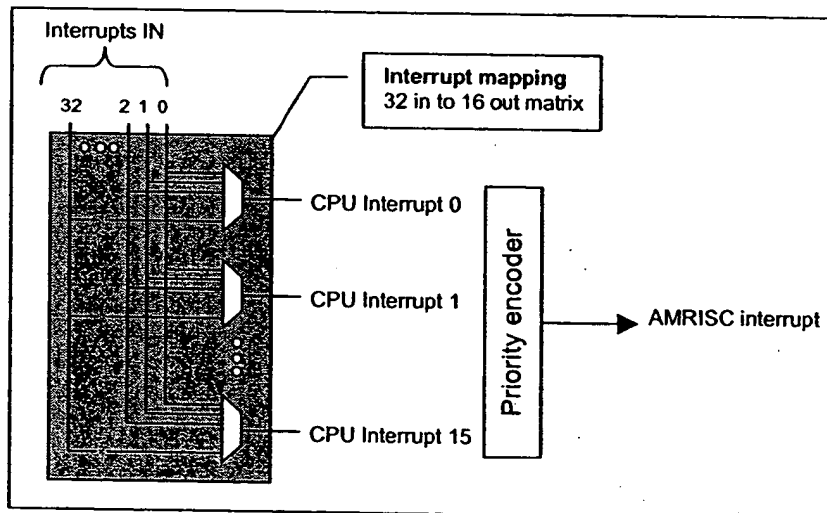 Interrupts IN
32 2 1 0
Interrupt mapping
32 in to 16 out matrix
CPU Interrupt 0
CPU Interrupt 1
CPU Interrupt 15
Priority encoder
AMRISC interrupt